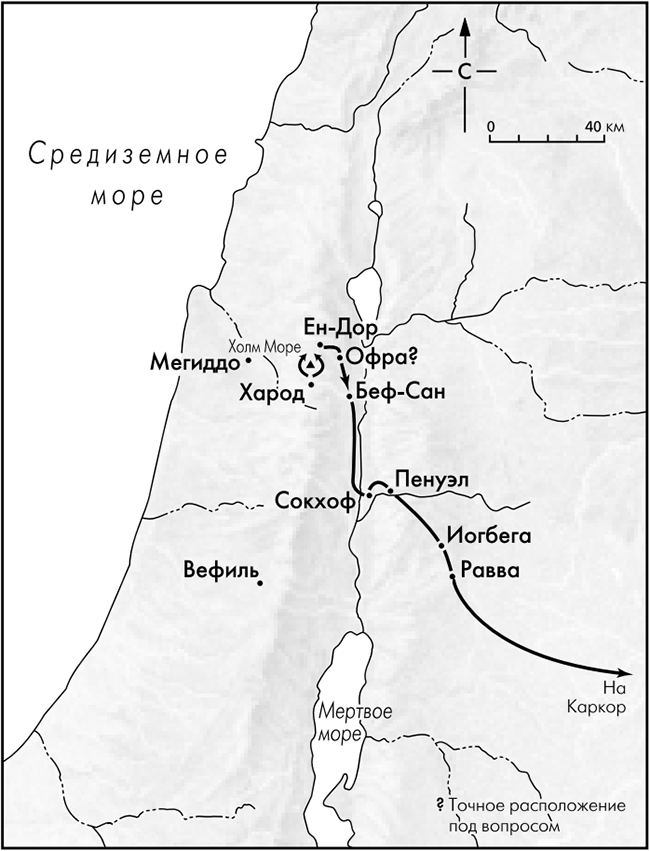 С
0 40 км
Средиземное
море
Ен-Дор
Холм Море
Офра?
Мегиддо
Харод
Беф-Сан
Пенуэл
Сокхоф
Иогбега
Вефиль
Равва
На
Каркор
Мертвое
море
? Точное расположение
под вопросом